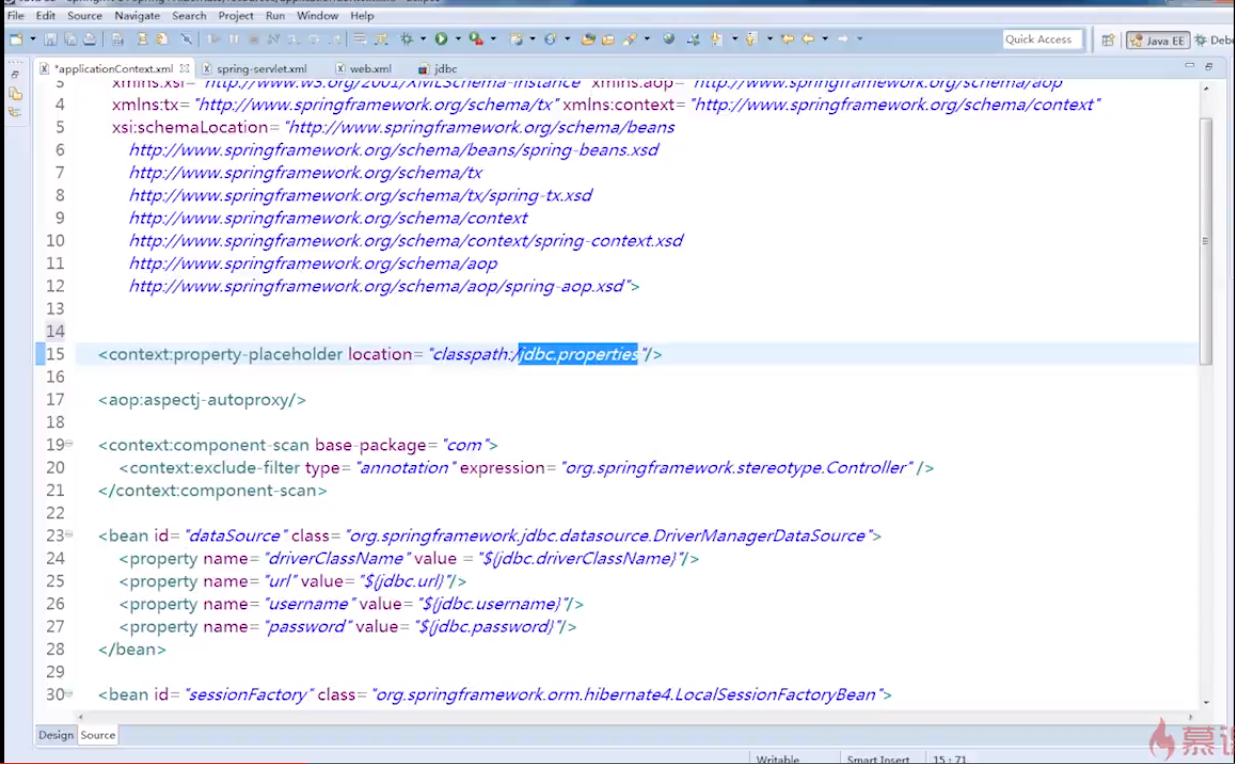 File Edit Source Navigate Search Project Run Window Help
Quick Access Java EE Deb
*applicationContext.xml spring-servlet.xml web.xml jdbc
3 xmlns:xsi="http://www.w3.org/2001/XMLSchema-instance" xmlns:aop="http://www.springframework.org/schema/aop
4 xmlns:tx="http://www.springframework.org/schema/tx" xmlns:context="http://www.springframework.org/schema/context"
5 xsi:schemaLocation="http://www.springframework.org/schema/beans
6 http://www.springframework.org/schema/beans/spring-beans.xsd
7 http://www.springframework.org/schema/tx
8 http://www.springframework.org/schema/tx/spring-tx.xsd
9 http://www.springframework.org/schema/context
10 http://www.springframework.org/schema/context/spring-context.xsd
11 http://www.springframework.org/schema/aop
12 http://www.springframework.org/schema/aop/spring-aop.xsd">
13
14
15 <context:property-placeholder location="classpath:/jdbc.properties"/>
16
17 <aop:aspectj-autoproxy/>
18
19 <context:component-scan base-package="com">
20 <context:exclude-filter type="annotation" expression="org.springframework.stereotype.Controller" />
21 </context:component-scan>
22
23 <bean id="dataSource" class="org.springframework.jdbc.datasource.DriverManagerDataSource">
24 <property name="driverClassName" value ="${jdbc.driverClassName}"/>
25 <property name="url" value="${jdbc.url}"/>
26 <property name="username" value="${jdbc.username}"/>
27 <property name="password" value="${jdbc.password}"/>
28 </bean>
29
30 <bean id="sessionFactory" class="org.springframework.orm.hibernate4.LocalSessionFactoryBean">
Design Source
慕
Writable Smart Insert 15 : 71